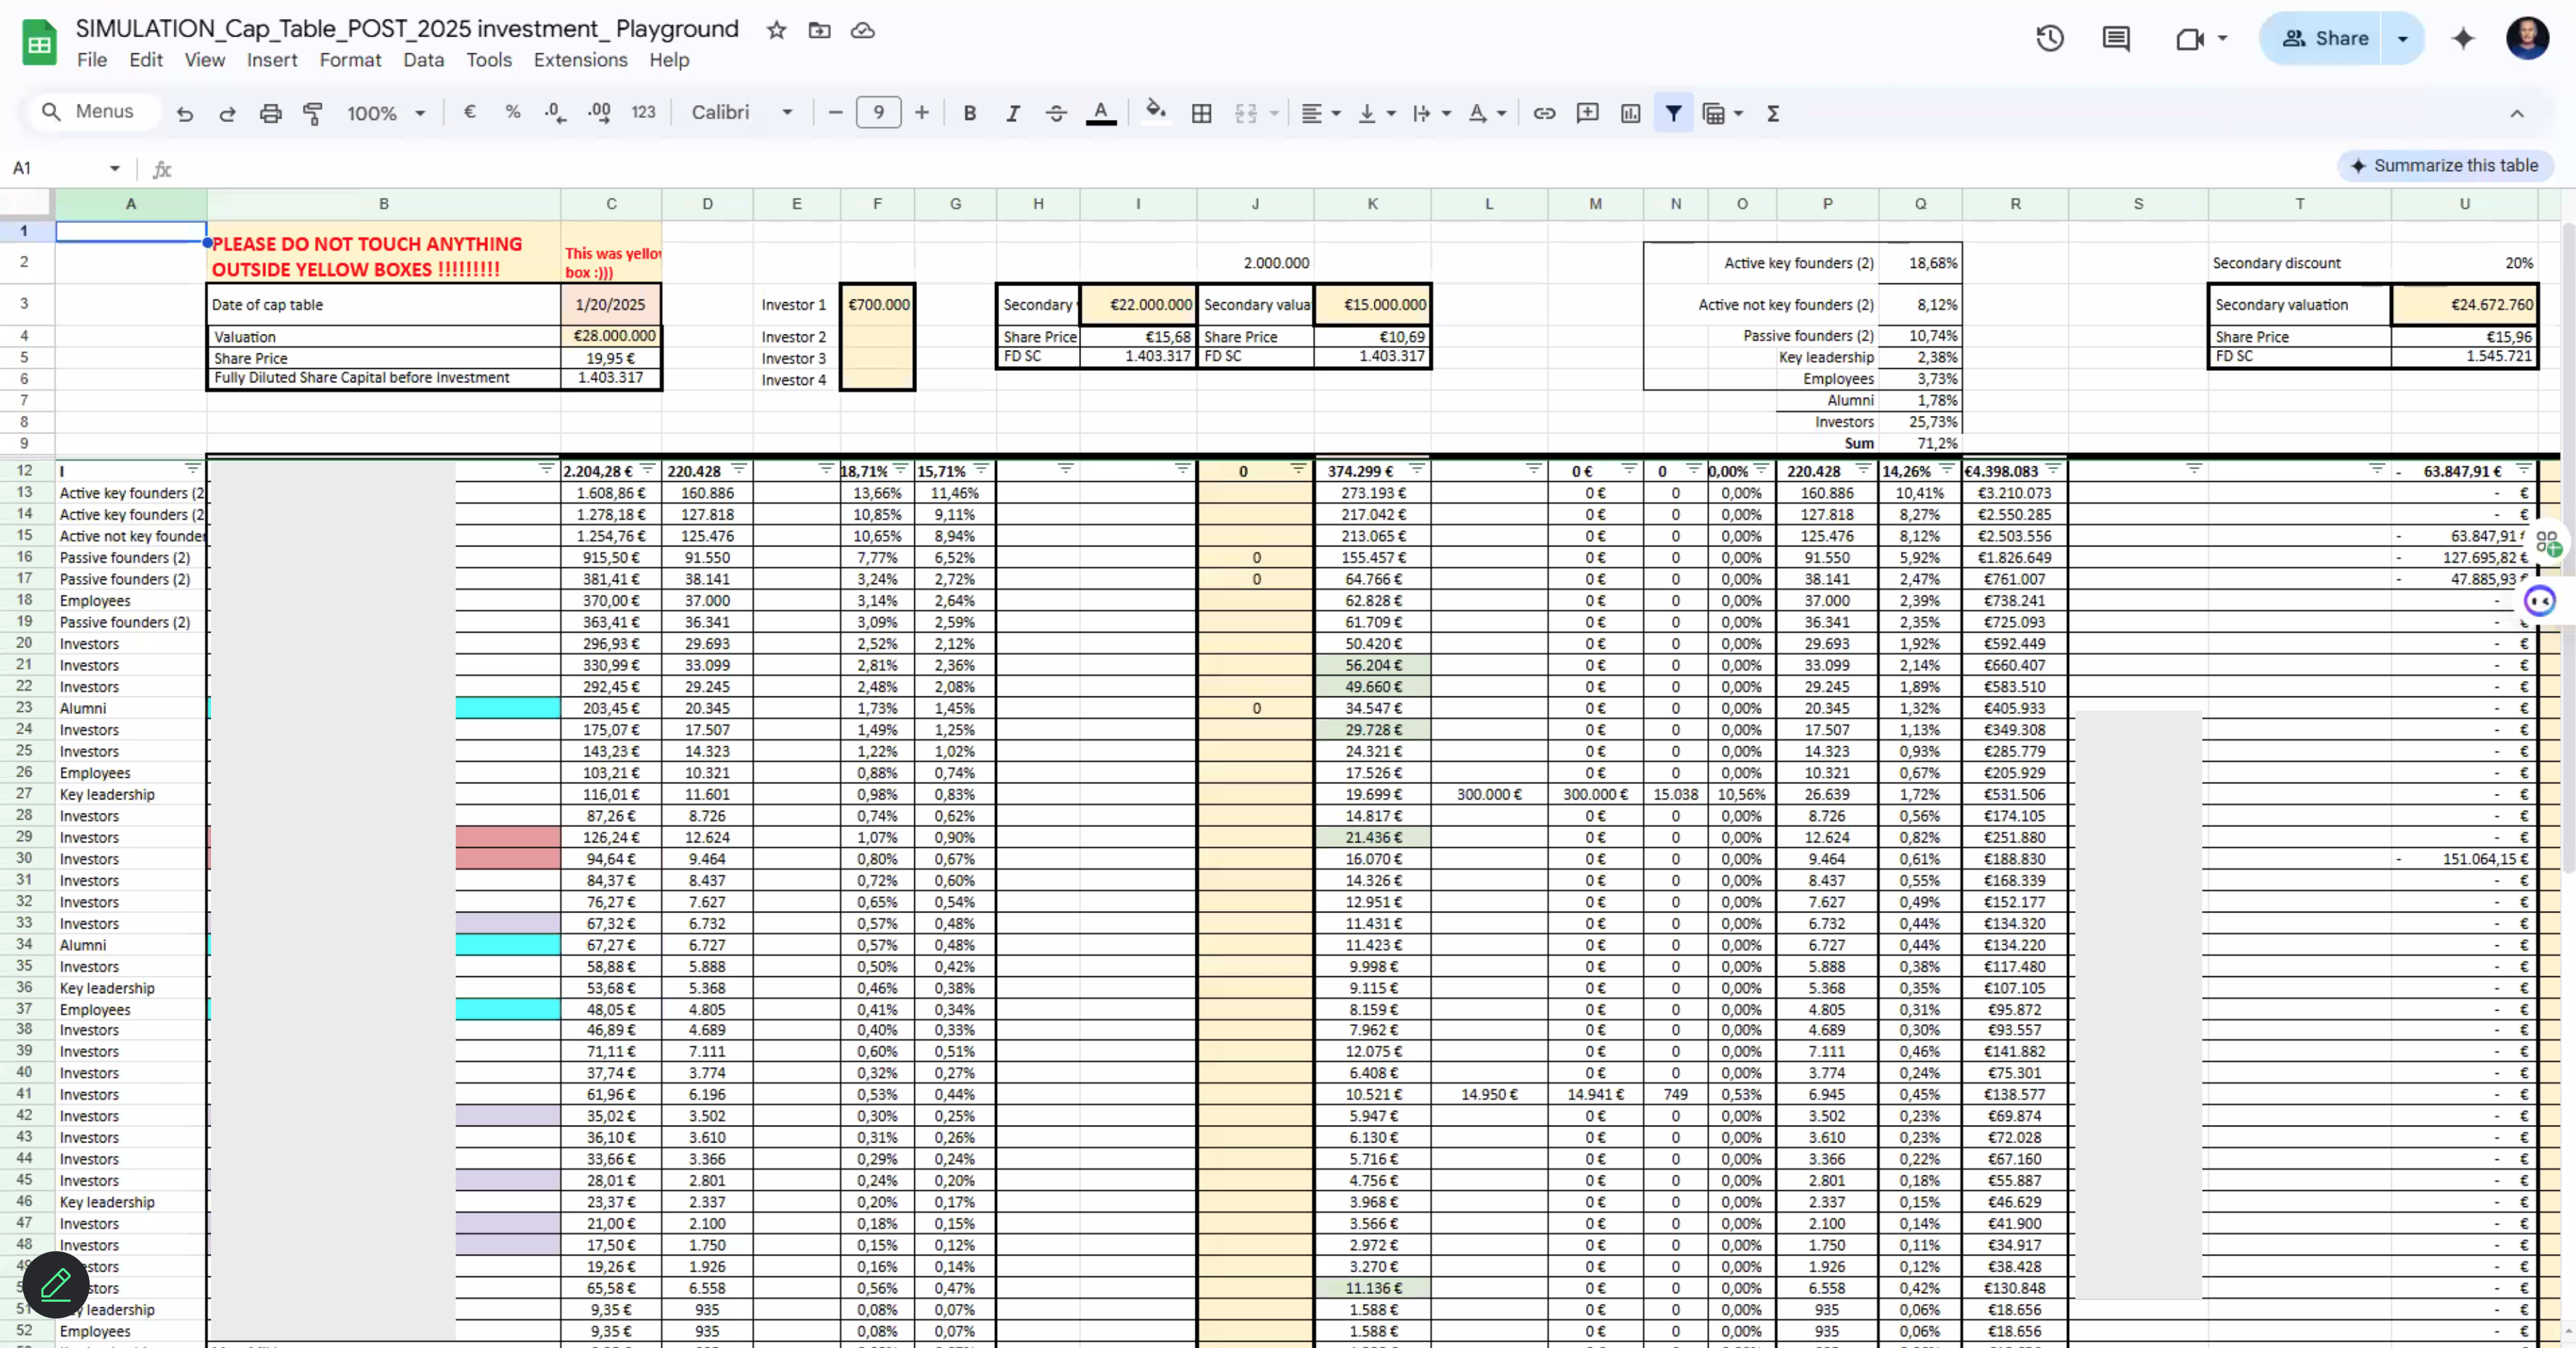 SIMULATION_Cap_Table_POST_2025 investment_ Playground
File Edit View Insert Format Data Tools Extensions Help
Share
Menus 100% € % .0 .00 123 Calibri 9 B I A Σ
A1 fx
Summarize this table
A B C D E F G H I J K L M N O P Q R S T U
1 PLEASE DO NOT TOUCH ANYTHING
2 OUTSIDE YELLOW BOXES !!!!!!!!! This was yellow box :))) 2.000.000 Active key founders (2) 18,68% Secondary discount 20%
3 Date of cap table 1/20/2025 Investor 1 €700.000 Secondary €22.000.000 Secondary valua €15.000.000 Active not key founders (2) 8,12% Secondary valuation €24.672.760
4 Valuation €28.000.000 Investor 2 Share Price €15,68 Share Price €10,69 Passive founders (2) 10,74% Share Price €15,96
5 Share Price 19,95 € Investor 3 FD SC 1.403.317 FD SC 1.403.317 Key leadership 2,38% FD SC 1.545.721
6 Fully Diluted Share Capital before Investment 1.403.317 Investor 4 Employees 3,73%
7 Alumni 1,78%
8 Investors 25,73%
9 Sum 71,2%
12 I 2.204,28 € 220.428 18,71% 15,71% 0 374.299 € 0 € 0 0,00% 220.428 14,26% €4.398.083 - 63.847,91 €
13 Active key founders (2 1.608,86 € 160.886 13,66% 11,46% 273.193 € 0 € 0 0,00% 160.886 10,41% €3.210.073 - €
14 Active key founders (2 1.278,18 € 127.818 10,85% 9,11% 217.042 € 0 € 0 0,00% 127.818 8,27% €2.550.285 - €
15 Active not key founder 1.254,76 € 125.476 10,65% 8,94% 213.065 € 0 € 0 0,00% 125.476 8,12% €2.503.556 - 63.847,91
16 Passive founders (2) 915,50 € 91.550 7,77% 6,52% 0 155.457 € 0 € 0 0,00% 91.550 5,92% €1.826.649 - 127.695,82 €
17 Passive founders (2) 381,41 € 38.141 3,24% 2,72% 0 64.766 € 0 € 0 0,00% 38.141 2,47% €761.007 - 47.885,93 €
18 Employees 370,00 € 37.000 3,14% 2,64% 62.828 € 0 € 0 0,00% 37.000 2,39% €738.241 -
19 Passive founders (2) 363,41 € 36.341 3,09% 2,59% 61.709 € 0 € 0 0,00% 36.341 2,35% €725.093 -
20 Investors 296,93 € 29.693 2,52% 2,12% 50.420 € 0 € 0 0,00% 29.693 1,92% €592.449 - €
21 Investors 330,99 € 33.099 2,81% 2,36% 56.204 € 0 € 0 0,00% 33.099 2,14% €660.407 - €
22 Investors 292,45 € 29.245 2,48% 2,08% 49.660 € 0 € 0 0,00% 29.245 1,89% €583.510 - €
23 Alumni 203,45 € 20.345 1,73% 1,45% 0 34.547 € 0 € 0 0,00% 20.345 1,32% €405.933 - €
24 Investors 175,07 € 17.507 1,49% 1,25% 29.728 € 0 € 0 0,00% 17.507 1,13% €349.308 - €
25 Investors 143,23 € 14.323 1,22% 1,02% 24.321 € 0 € 0 0,00% 14.323 0,93% €285.779 - €
26 Employees 103,21 € 10.321 0,88% 0,74% 17.526 € 0 € 0 0,00% 10.321 0,67% €205.929 - €
27 Key leadership 116,01 € 11.601 0,98% 0,83% 19.699 € 300.000 € 300.000 € 15.038 10,56% 26.639 1,72% €531.506 - €
28 Investors 87,26 € 8.726 0,74% 0,62% 14.817 € 0 € 0 0,00% 8.726 0,56% €174.105 - €
29 Investors 126,24 € 12.624 1,07% 0,90% 21.436 € 0 € 0 0,00% 12.624 0,82% €251.880 - €
30 Investors 94,64 € 9.464 0,80% 0,67% 16.070 € 0 € 0 0,00% 9.464 0,61% €188.830 - 151.064,15 €
31 Investors 84,37 € 8.437 0,72% 0,60% 14.326 € 0 € 0 0,00% 8.437 0,55% €168.339 - €
32 Investors 76,27 € 7.627 0,65% 0,54% 12.951 € 0 € 0 0,00% 7.627 0,49% €152.177 - €
33 Investors 67,32 € 6.732 0,57% 0,48% 11.431 € 0 € 0 0,00% 6.732 0,44% €134.320 - €
34 Alumni 67,27 € 6.727 0,57% 0,48% 11.423 € 0 € 0 0,00% 6.727 0,44% €134.220 - €
35 Investors 58,88 € 5.888 0,50% 0,42% 9.998 € 0 € 0 0,00% 5.888 0,38% €117.480 - €
36 Key leadership 53,68 € 5.368 0,46% 0,38% 9.115 € 0 € 0 0,00% 5.368 0,35% €107.105 - €
37 Employees 48,05 € 4.805 0,41% 0,34% 8.159 € 0 € 0 0,00% 4.805 0,31% €95.872 - €
38 Investors 46,89 € 4.689 0,40% 0,33% 7.962 € 0 € 0 0,00% 4.689 0,30% €93.557 - €
39 Investors 71,11 € 7.111 0,60% 0,51% 12.075 € 0 € 0 0,00% 7.111 0,46% €141.882 - €
40 Investors 37,74 € 3.774 0,32% 0,27% 6.408 € 0 € 0 0,00% 3.774 0,24% €75.301 - €
41 Investors 61,96 € 6.196 0,53% 0,44% 10.521 € 14.950 € 14.941 € 749 0,53% 6.945 0,45% €138.577 - €
42 Investors 35,02 € 3.502 0,30% 0,25% 5.947 € 0 € 0 0,00% 3.502 0,23% €69.874 - €
43 Investors 36,10 € 3.610 0,31% 0,26% 6.130 € 0 € 0 0,00% 3.610 0,23% €72.028 - €
44 Investors 33,66 € 3.366 0,29% 0,24% 5.716 € 0 € 0 0,00% 3.366 0,22% €67.160 - €
45 Investors 28,01 € 2.801 0,24% 0,20% 4.756 € 0 € 0 0,00% 2.801 0,18% €55.887 - €
46 Key leadership 23,37 € 2.337 0,20% 0,17% 3.968 € 0 € 0 0,00% 2.337 0,15% €46.629 - €
47 Investors 21,00 € 2.100 0,18% 0,15% 3.566 € 0 € 0 0,00% 2.100 0,14% €41.900 - €
48 Investors 17,50 € 1.750 0,15% 0,12% 2.972 € 0 € 0 0,00% 1.750 0,11% €34.917 - €
stors 19,26 € 1.926 0,16% 0,14% 3.270 € 0 € 0 0,00% 1.926 0,12% €38.428 - €
stors 65,58 € 6.558 0,56% 0,47% 11.136 € 0 € 0 0,00% 6.558 0,42% €130.848 - €
51 y leadership 9,35 € 935 0,08% 0,07% 1.588 € 0 € 0 0,00% 935 0,06% €18.656 - €
52 Employees 9,35 € 935 0,08% 0,07% 1.588 € 0 € 0 0,00% 935 0,06% €18.656 - €